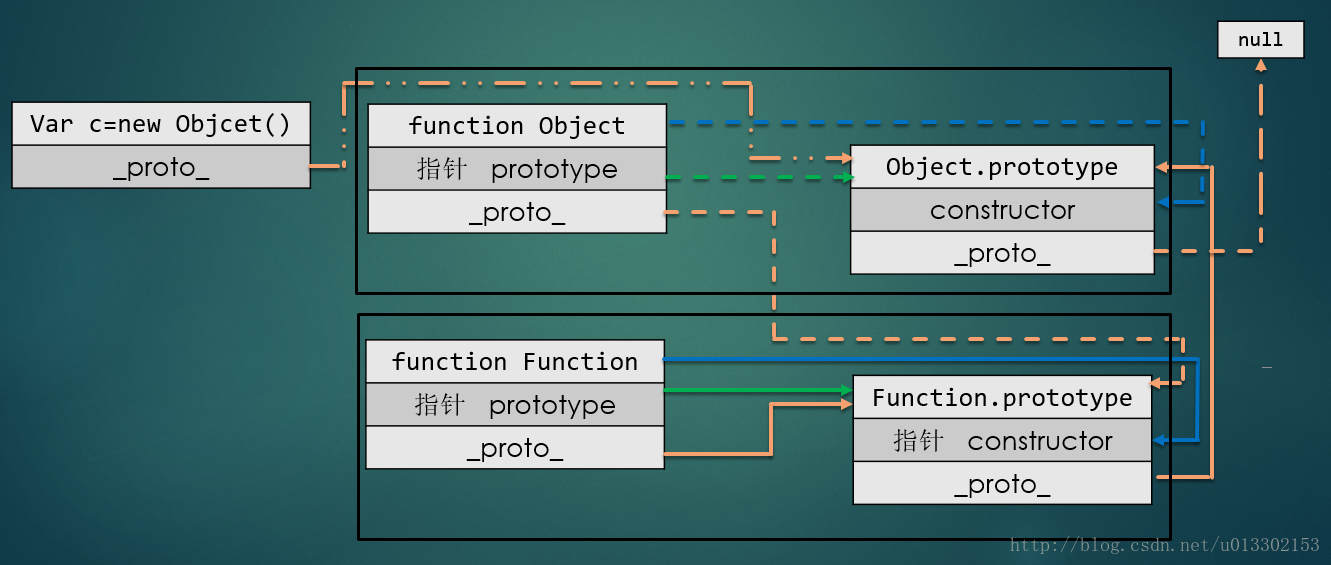 null
Var c=new Objcet()
_proto_
function Object
指针 prototype
_proto_
Object.prototype
constructor
_proto_
function Function
指针 prototype
_proto_
Function.prototype
指针 constructor
_proto_
http://blog.csdn.net/u013302153